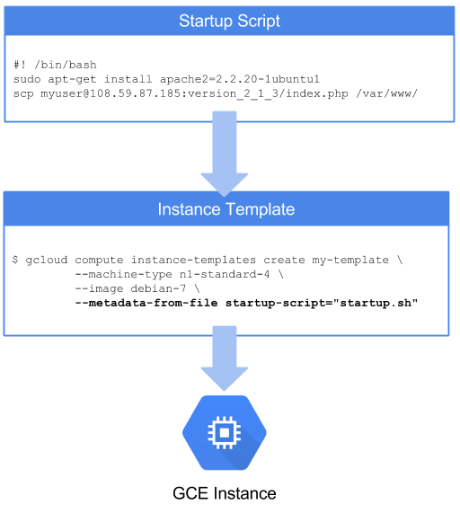 Startup Script
#! /bin/bash
sudo apt-get install apache2=2.2.20-1ubuntu1
scp myuser@108.59.87.185:version_2_1_3/index.php /var/www/
Instance Template
$ gcloud compute instance-templates create my-template \
--machine-type n1-standard-4 \
--image debian-7 \
--metadata-from-file startup-script="startup.sh"
GCE Instance